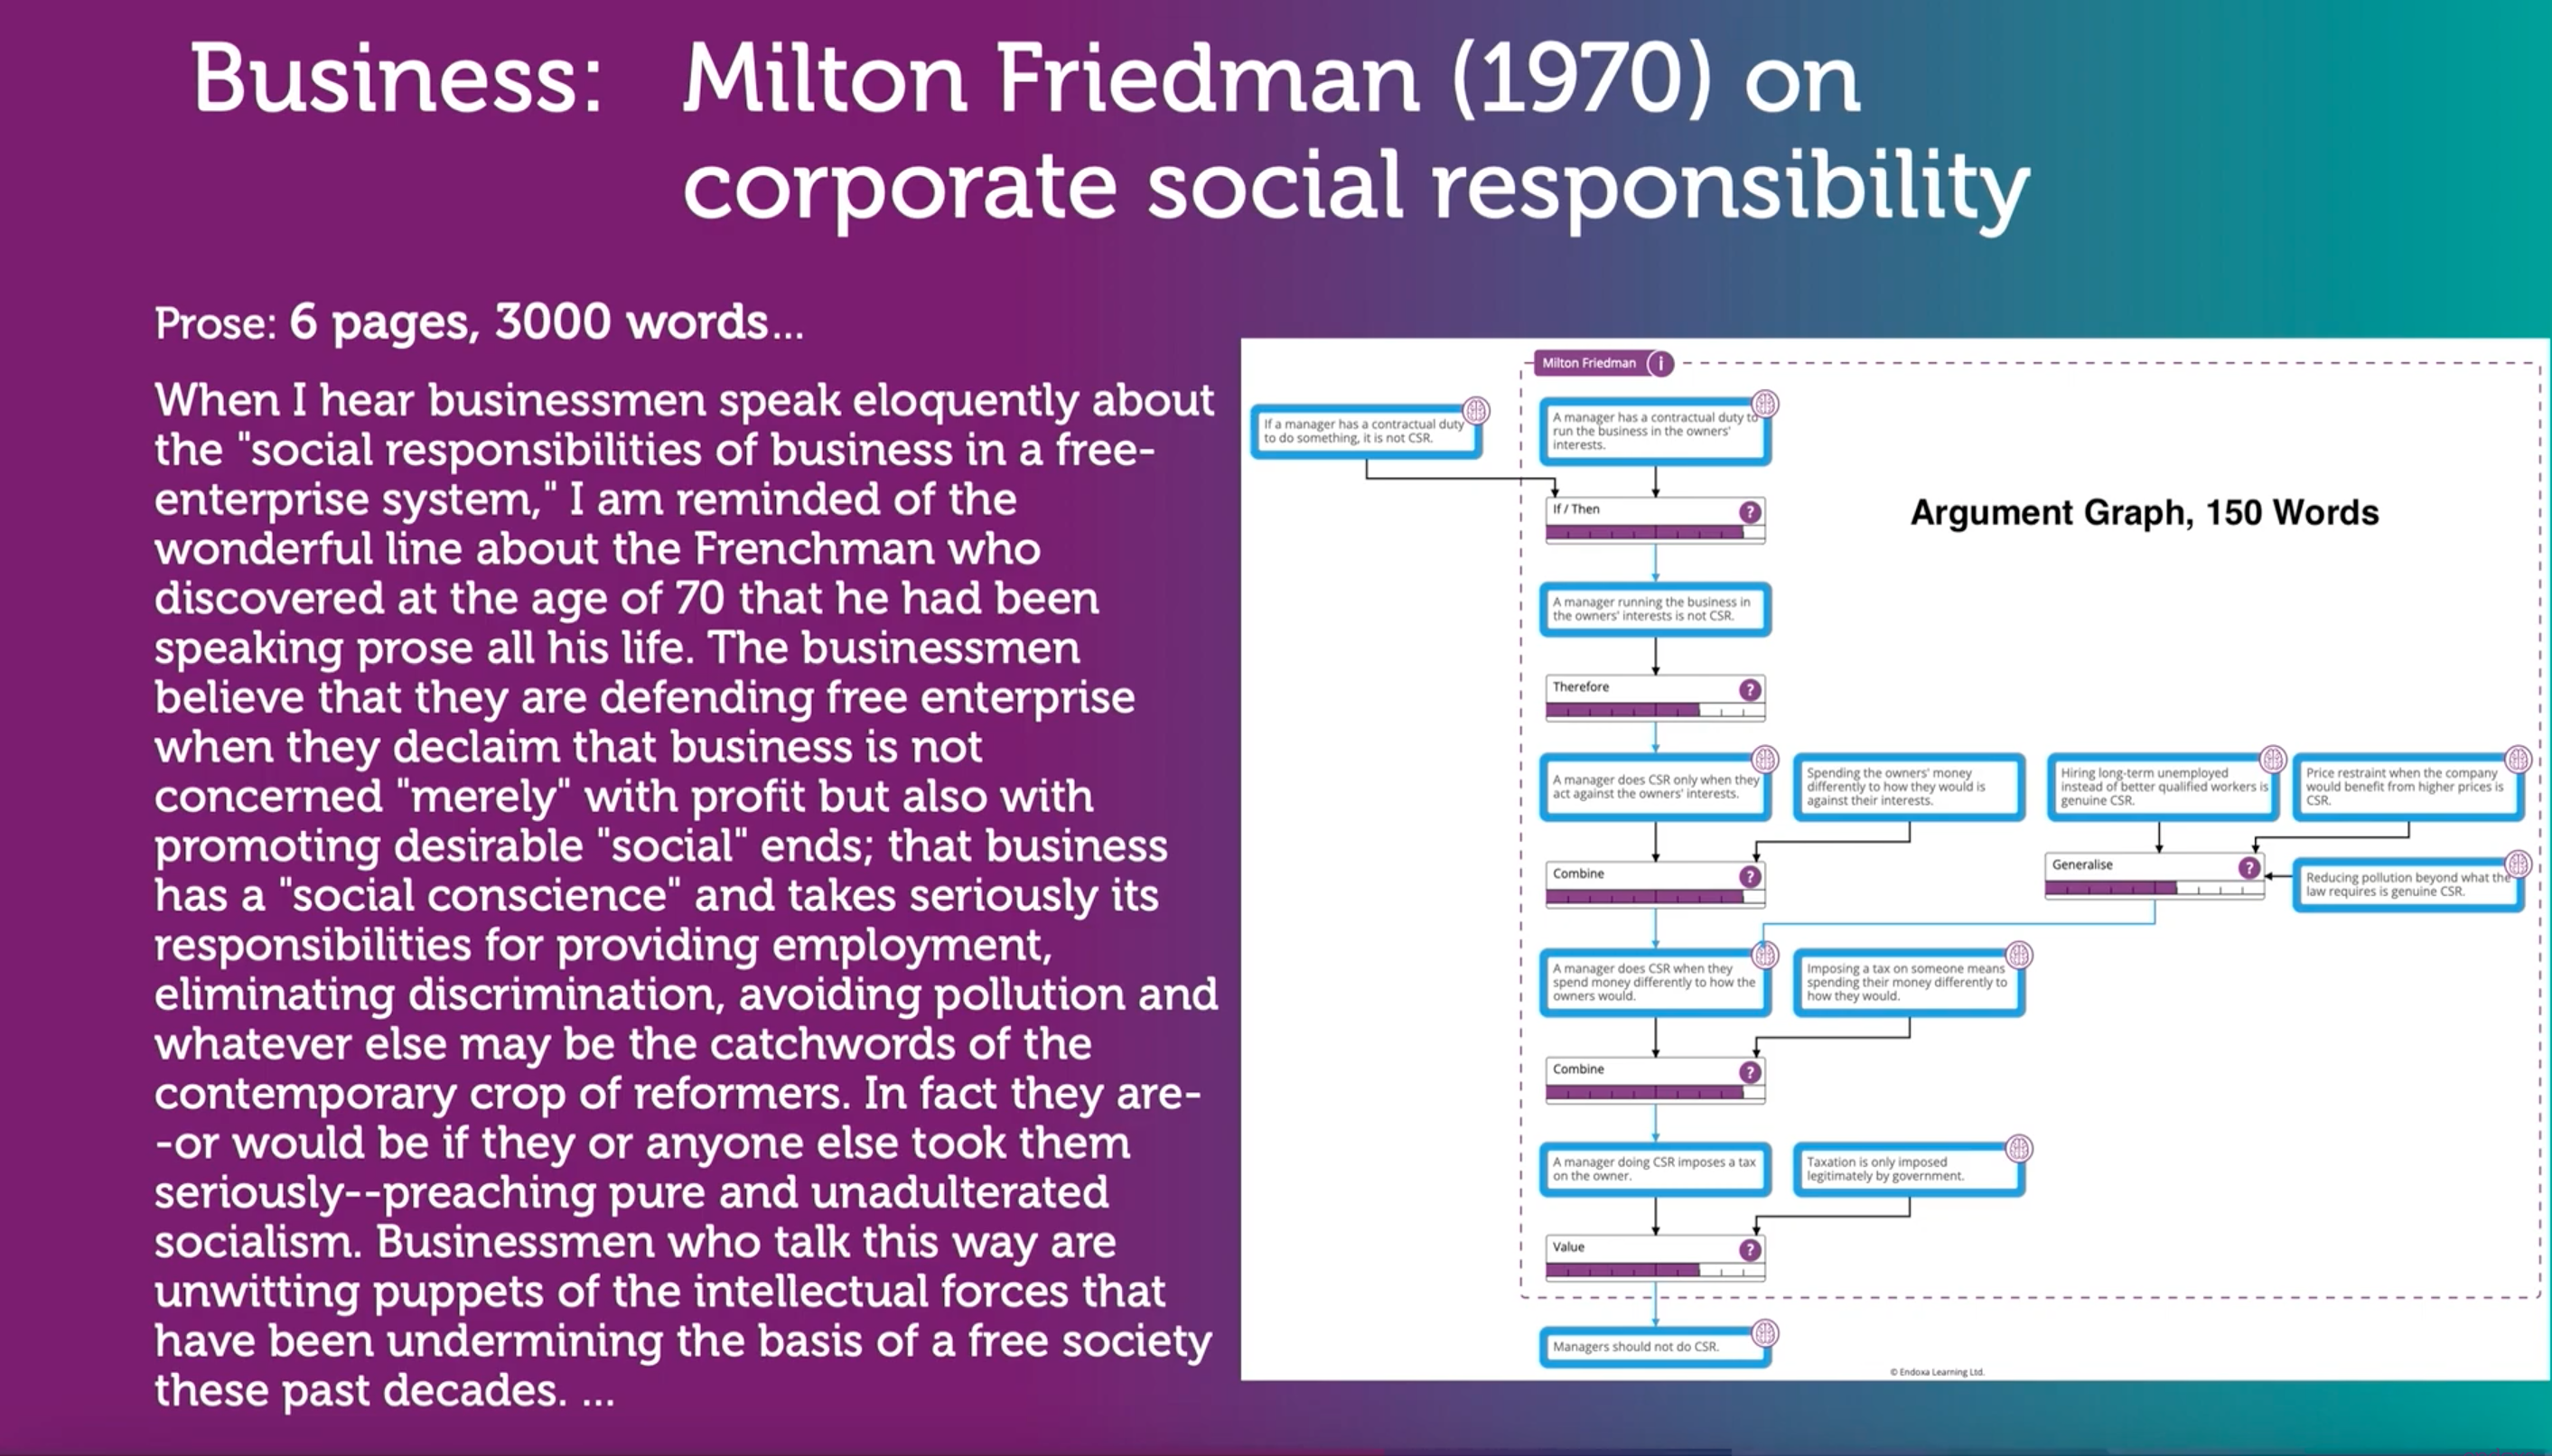 Business: Milton Friedman (1970) on
corporate social responsibility
Prose: 6 pages, 3000 words...
When I hear businessmen speak eloquently about
the "social responsibilities of business in a free-
enterprise system," I am reminded of the
wonderful line about the Frenchman who
discovered at the age of 70 that he had been
speaking prose all his life. The businessmen
believe that they are defending free enterprise
when they declaim that business is not
concerned "merely" with profit but also with
promoting desirable "social" ends; that business
has a "social conscience" and takes seriously its
responsibilities for providing employment,
eliminating discrimination, avoiding pollution and
whatever else may be the catchwords of the
contemporary crop of reformers. In fact they are-
-or would be if they or anyone else took them
seriously--preaching pure and unadulterated
socialism. Businessmen who talk this way are
unwitting puppets of the intellectual forces that
have been undermining the basis of a free society
these past decades. ...
Milton Friedman i
If a manager has a contractual duty
to do something, it is not CSR.
A manager has a contractual duty to
run the business in the owners'
interests.
Argument Graph, 150 Words
If / Then ?
A manager running the business in
the owners' interests is not CSR.
Therefore ?
A manager does CSR only when they
act against the owners' interests.
Spending the owners' money
differently to how they would is
against their interests.
Hiring long-term unemployed
instead of better qualified workers is
genuine CSR.
Price restraint when the company
would benefit from higher prices is
CSR.
Combine ?
Generalise ?
Reducing pollution beyond what the
law requires is genuine CSR.
A manager does CSR when they
spend money differently to how the
owners would.
Imposing a tax on someone means
spending their money differently to
how they would.
Combine ?
A manager doing CSR imposes a tax
on the owner.
Taxation is only imposed
legitimately by government.
Value ?
Managers should not do CSR.
© Endoxa Learning Ltd.